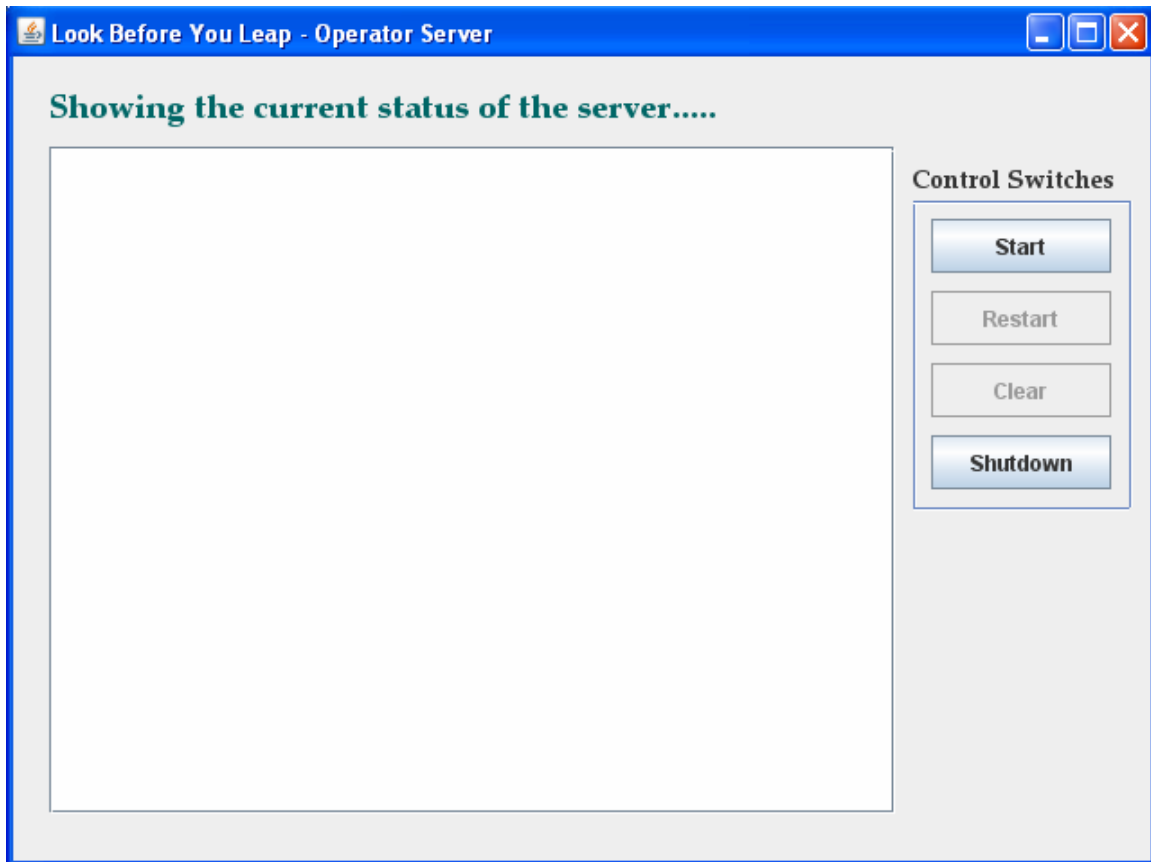 Look Before You Leap - Operator Server
Showing the current status of the server.....
Control Switches
Start
Restart
Clear
Shutdown